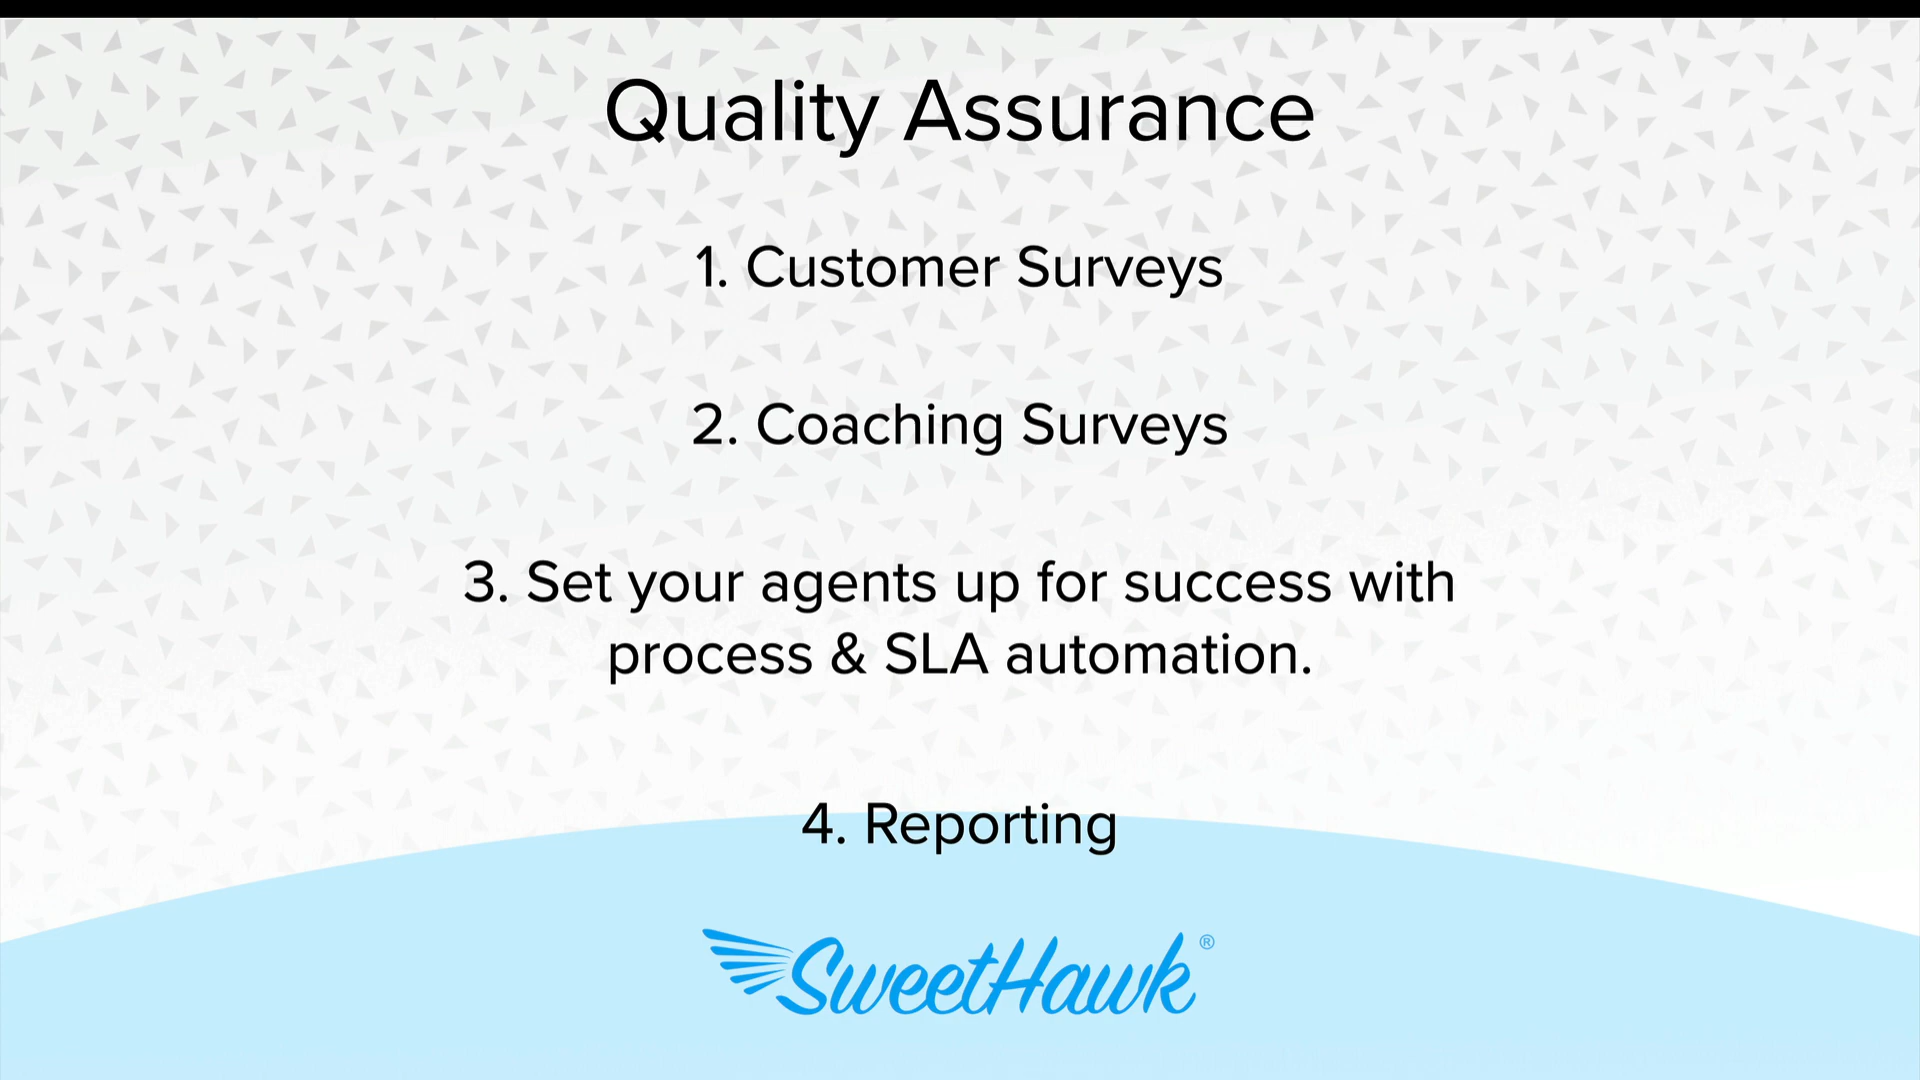 Quality Assurance
1. Customer Surveys
2. Coaching Surveys
3. Set your agents up for success with
process & SLA automation.
4. Reporting
SweetHawk®